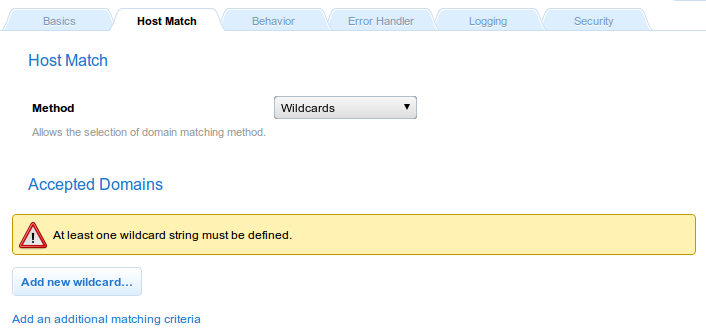 Basics Host Match Behavior Error Handler Logging Security
Host Match
Method Wildcards
Allows the selection of domain matching method.
Accepted Domains
At least one wildcard string must be defined.
Add new wildcard...
Add an additional matching criteria